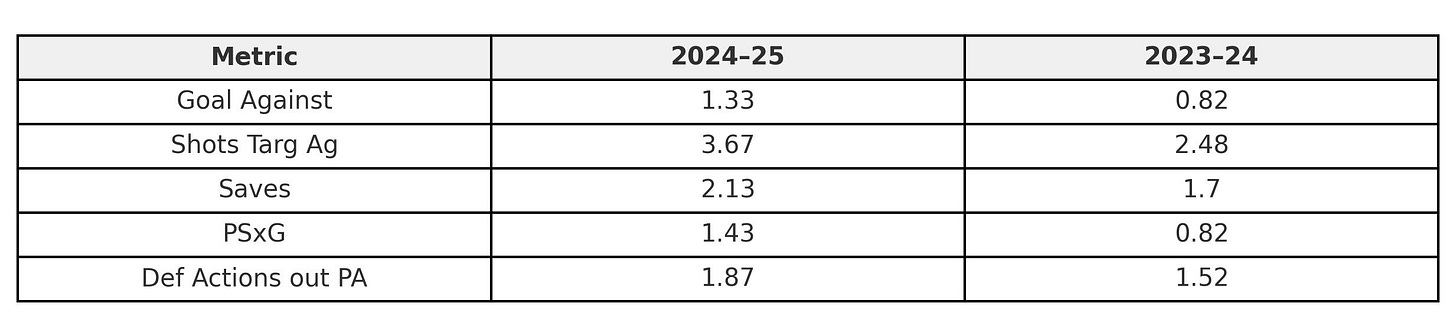 Metric 2024–25 2023–24
Goal Against 1.33 0.82
Shots Targ Ag 3.67 2.48
Saves 2.13 1.7
PSxG 1.43 0.82
Def Actions out PA 1.87 1.52